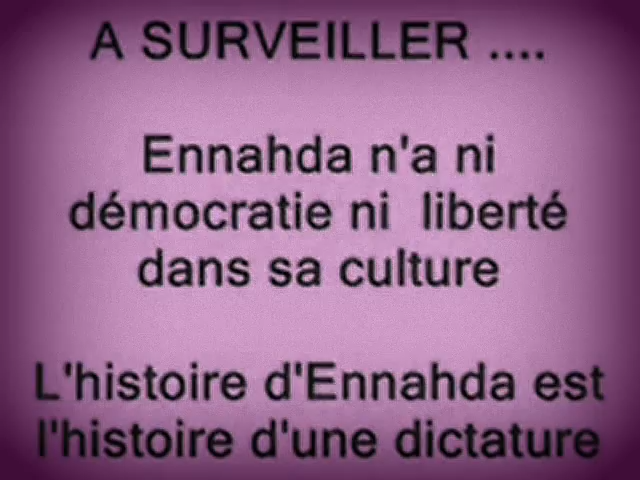 A SURVEILLER ....
Ennahda n'a ni
démocratie ni liberté
dans sa culture
L'histoire d'Ennahda est
l'histoire d'une dictature